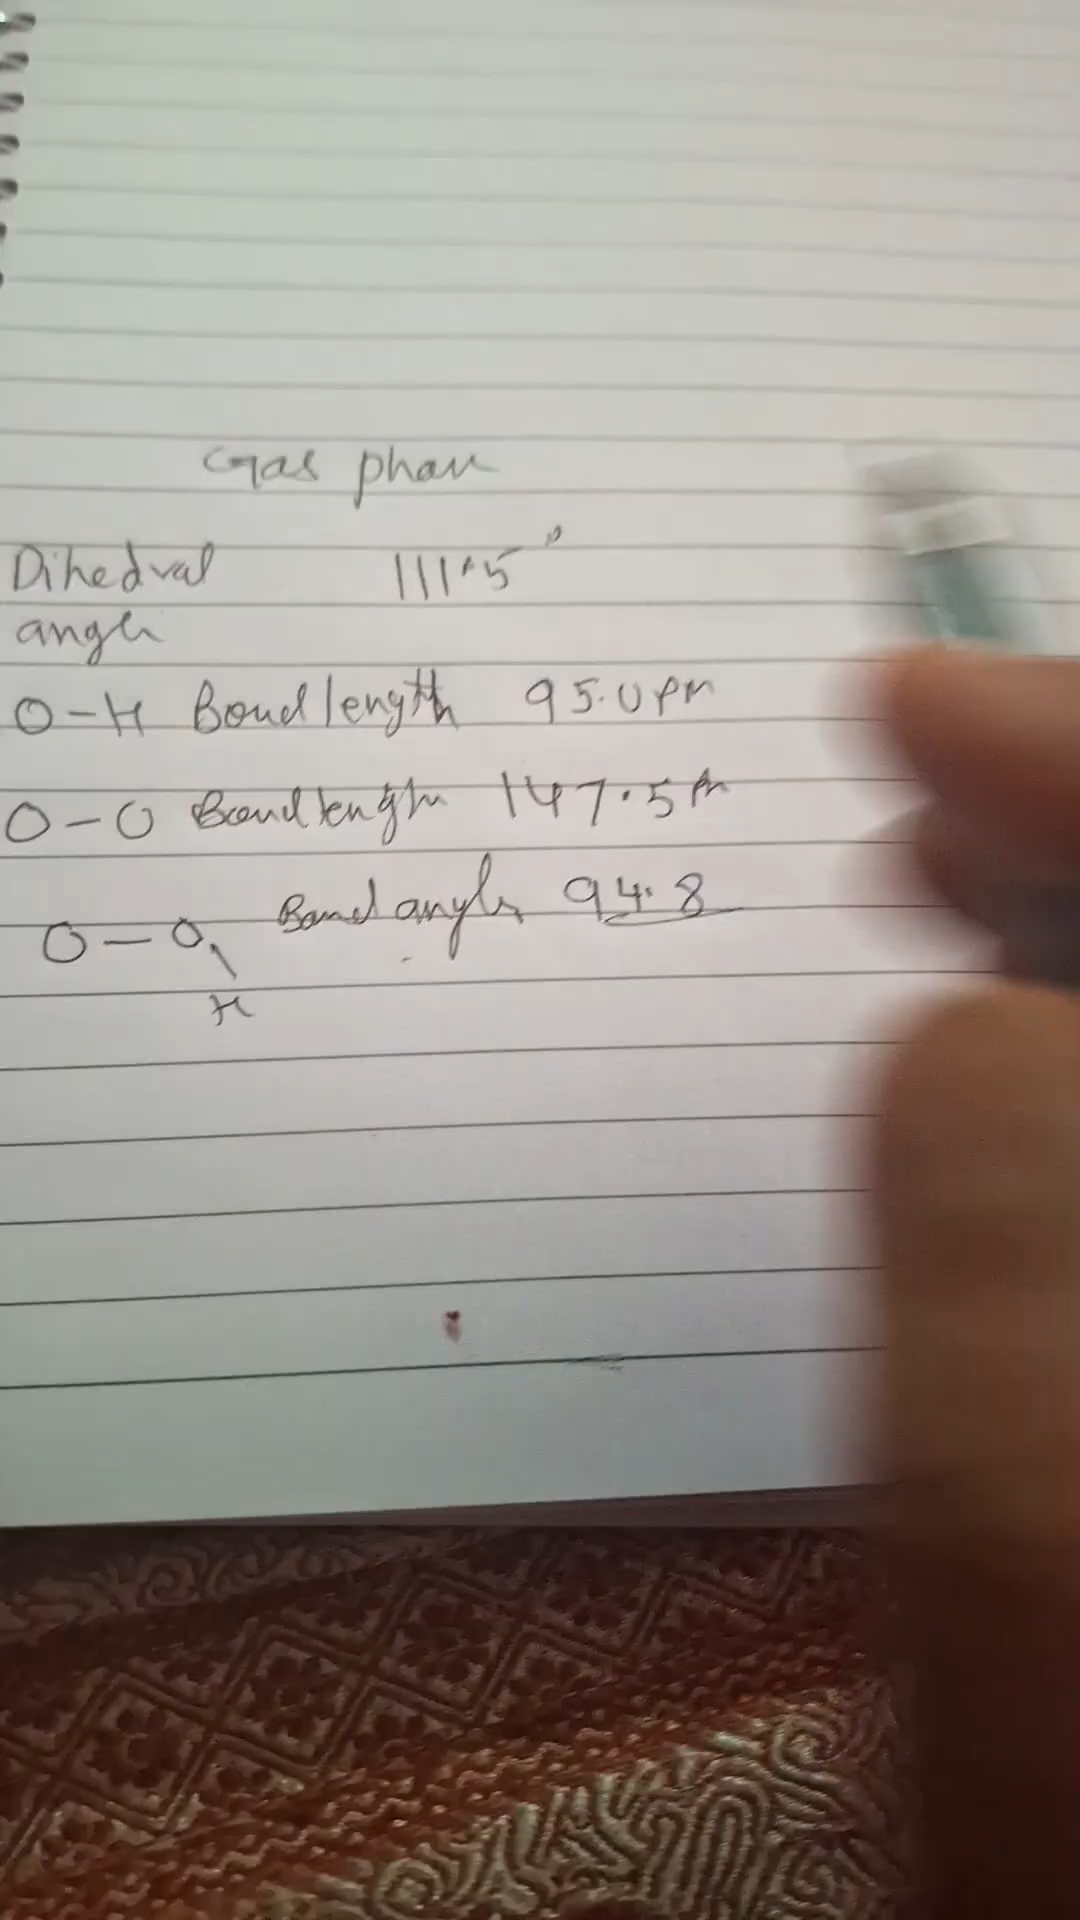 Gas phase
Dihedral 111.5°
angle
O-H Bond length 95.0 pm
O-O Bond length 147.5 pm
O-O Bond angle 94.8
H